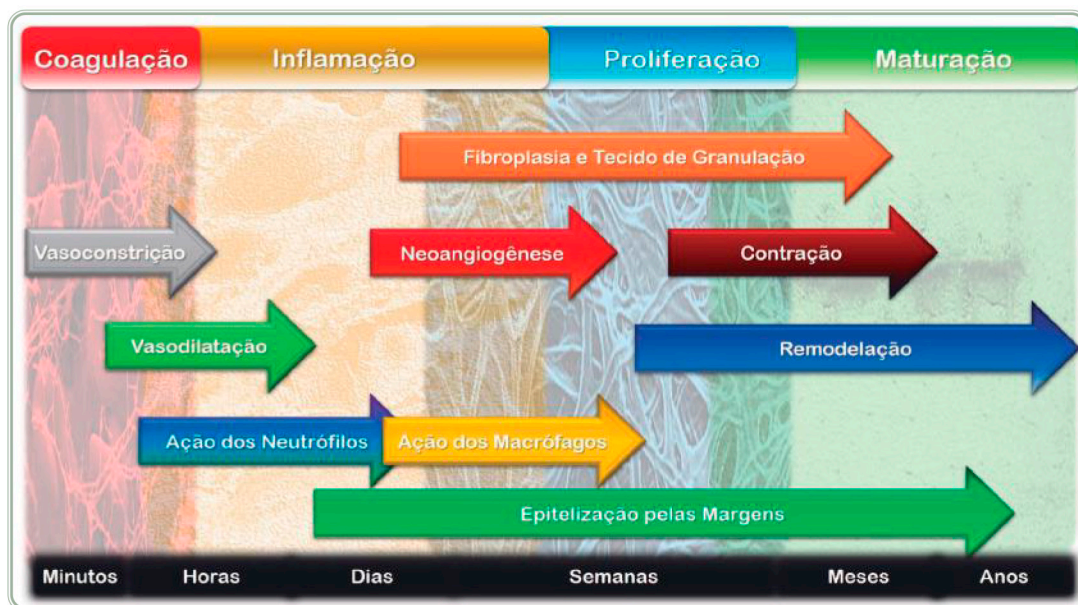 Coagulação
Inflamação
Proliferação
Maturação
Fibroplasia e Tecido de Granulação
Vasoconstrição
Neoangiogênese
Contração
Vasodilatação
Remodelação
Ação dos Neutrófilos
Ação dos Macrófagos
Epitelização pelas Margens
Minutos
Horas
Dias
Semanas
Meses
Anos